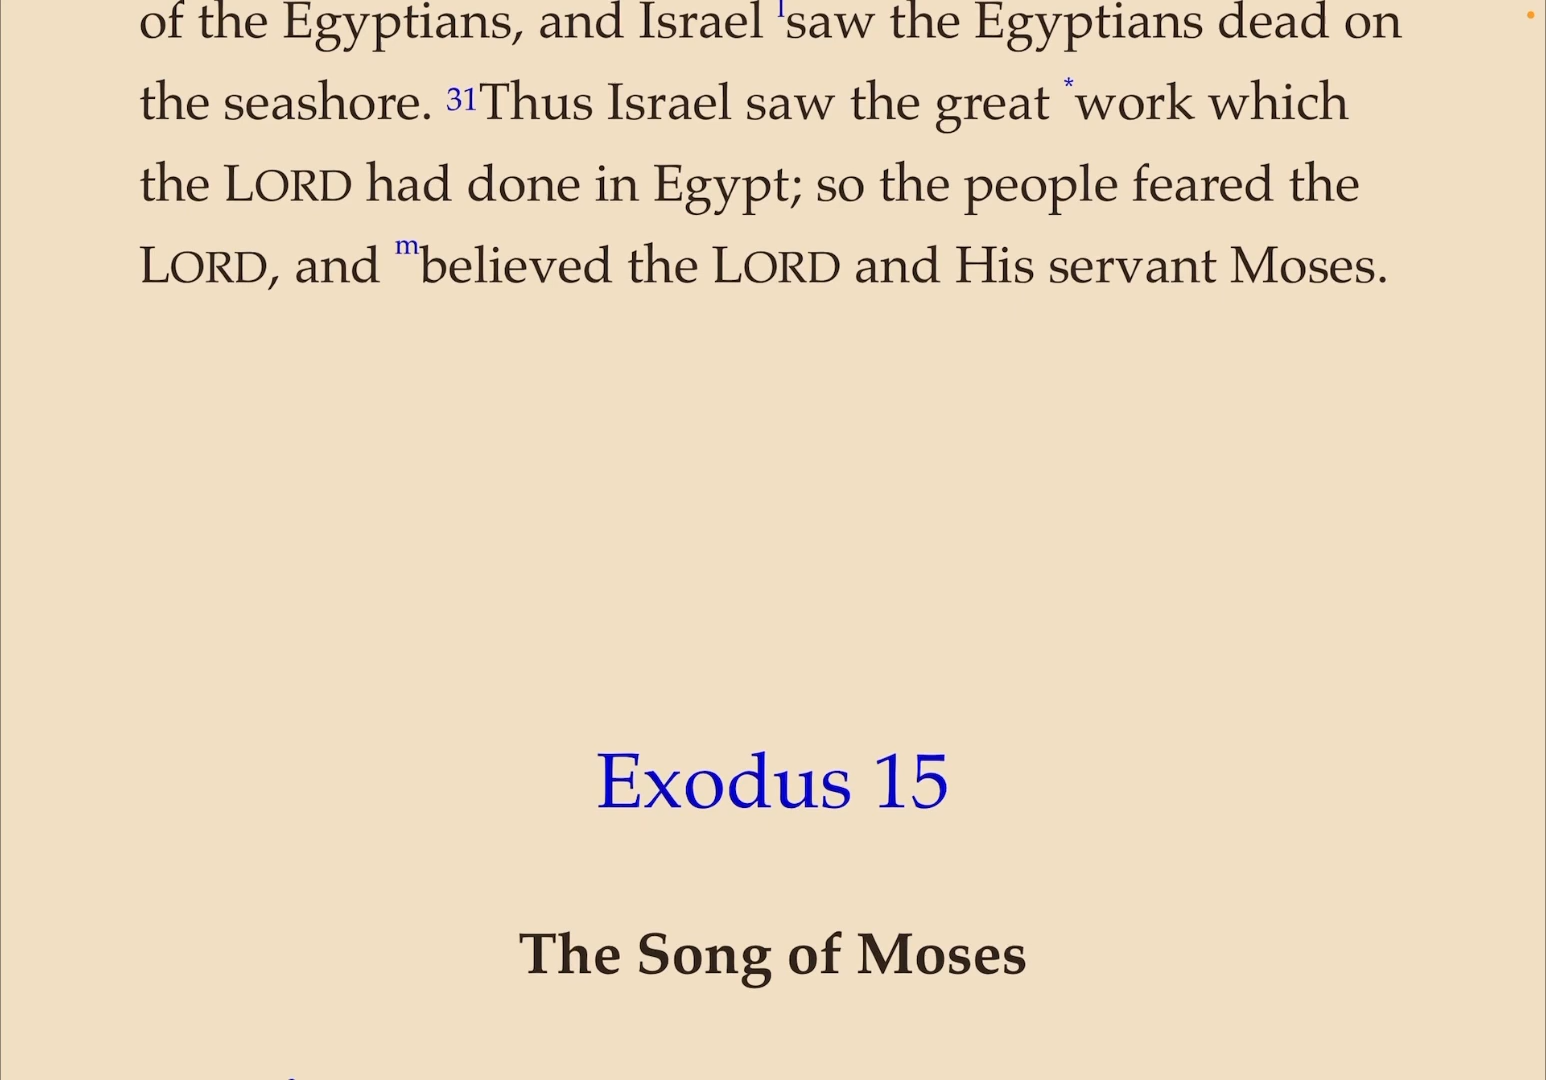 of the Egyptians, and Israel lsaw the Egyptians dead on
the seashore. 31Thus Israel saw the great *work which
the LORD had done in Egypt; so the people feared the
LORD, and mbelieved the LORD and His servant Moses.
Exodus 15
The Song of Moses